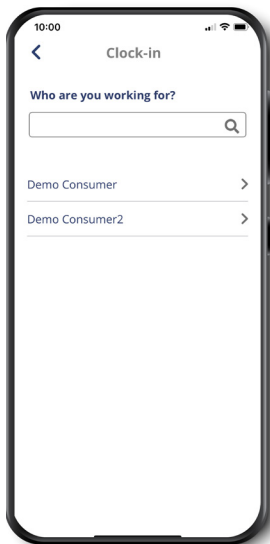 10:00
Clock-in
Who are you working for?
Demo Consumer
Demo Consumer2